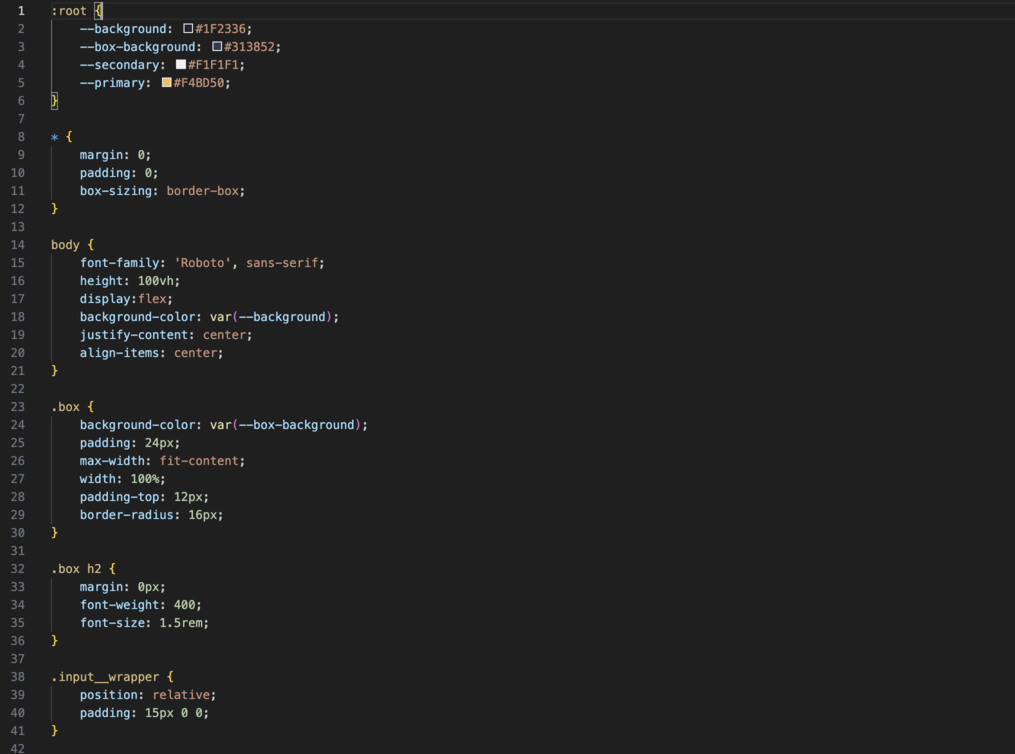 1 :root {
2     --background: #1F2336;
3     --box-background: #313852;
4     --secondary: #F1F1F1;
5     --primary: #F4BD50;
6 }
7
8 * {
9     margin: 0;
10     padding: 0;
11     box-sizing: border-box;
12 }
13
14 body {
15     font-family: 'Roboto', sans-serif;
16     height: 100vh;
17     display:flex;
18     background-color: var(--background);
19     justify-content: center;
20     align-items: center;
21 }
22
23 .box {
24     background-color: var(--box-background);
25     padding: 24px;
26     max-width: fit-content;
27     width: 100%;
28     padding-top: 12px;
29     border-radius: 16px;
30 }
31
32 .box h2 {
33     margin: 0px;
34     font-weight: 400;
35     font-size: 1.5rem;
36 }
37
38 .input__wrapper {
39     position: relative;
40     padding: 15px 0 0;
41 }
42